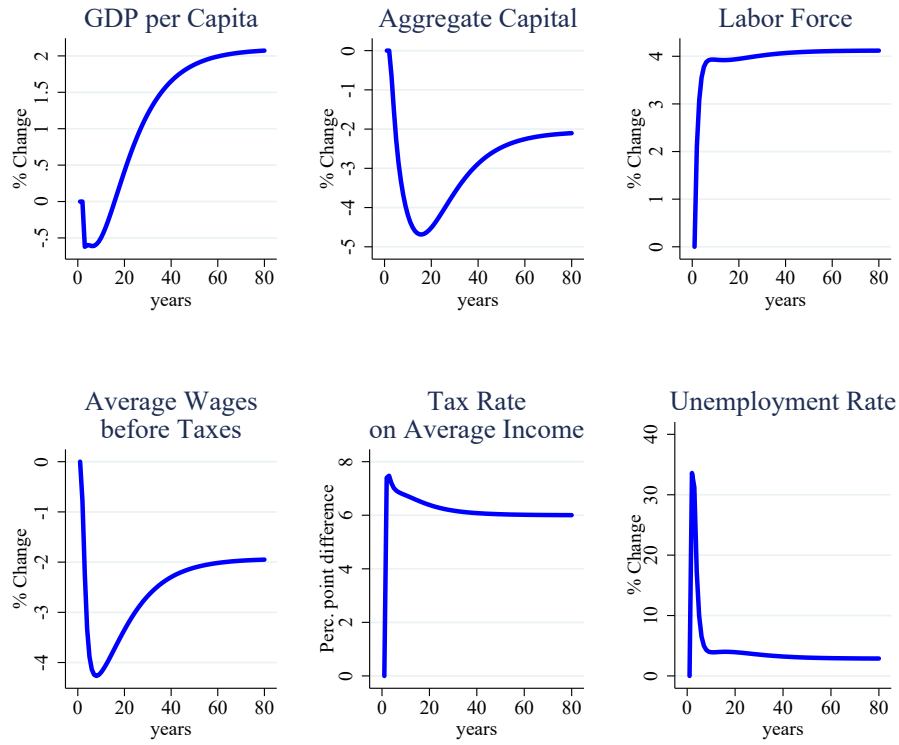 GDP per Capita
% Change
2
1.5
1
.5
0
-.5
0 20 40 60 80
years
Aggregate Capital
% Change
0
-1
-2
-3
-4
-5
0 20 40 60 80
years
Labor Force
% Change
4
3
2
1
0
0 20 40 60 80
years
Average Wages
before Taxes
% Change
0
-1
-2
-3
-4
0 20 40 60 80
years
Tax Rate
on Average Income
Perc. point difference
8
6
4
2
0
0 20 40 60 80
years
Unemployment Rate
% Change
40
30
20
10
0
0 20 40 60 80
years